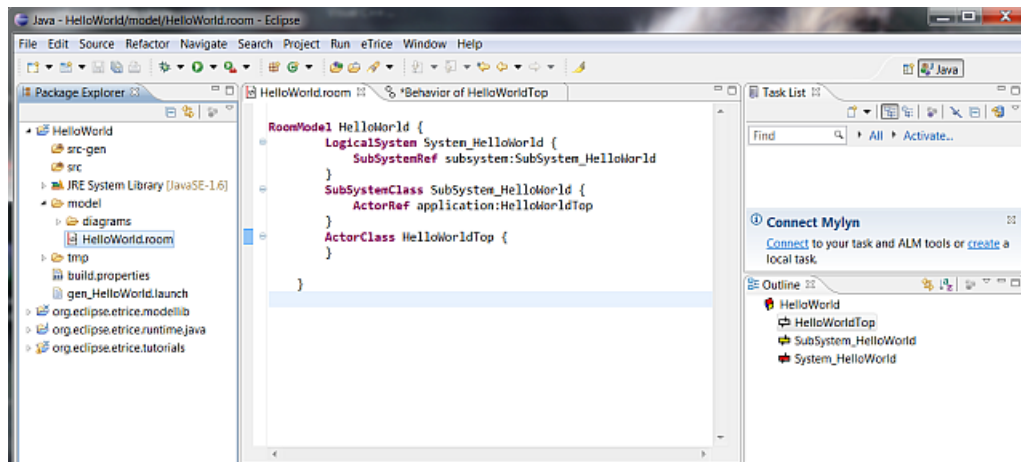 Java - HelloWorld/model/HelloWorld.room - Eclipse
File Edit Source Refactor Navigate Search Project Run eTrice Window Help
Java
Package Explorer
HelloWorld
src-gen
src
JRE System Library [JavaSE-1.6]
model
diagrams
HelloWorld.room
tmp
build.properties
gen_HelloWorld.launch
org.eclipse.etrice.modellib
org.eclipse.etrice.runtime.java
org.eclipse.etrice.tutorials
HelloWorld.room *Behavior of HelloWorldTop
RoomModel HelloWorld {
LogicalSystem System_HelloWorld {
SubSystemRef subsystem:SubSystem_HelloWorld
}
SubSystemClass SubSystem_HelloWorld {
ActorRef application:HelloWorldTop
}
ActorClass HelloWorldTop {
}
}
Task List
Find All Activate...
Connect Mylyn
Connect to your task and ALM tools or create a
local task.
Outline
HelloWorld
HelloWorldTop
SubSystem_HelloWorld
System_HelloWorld